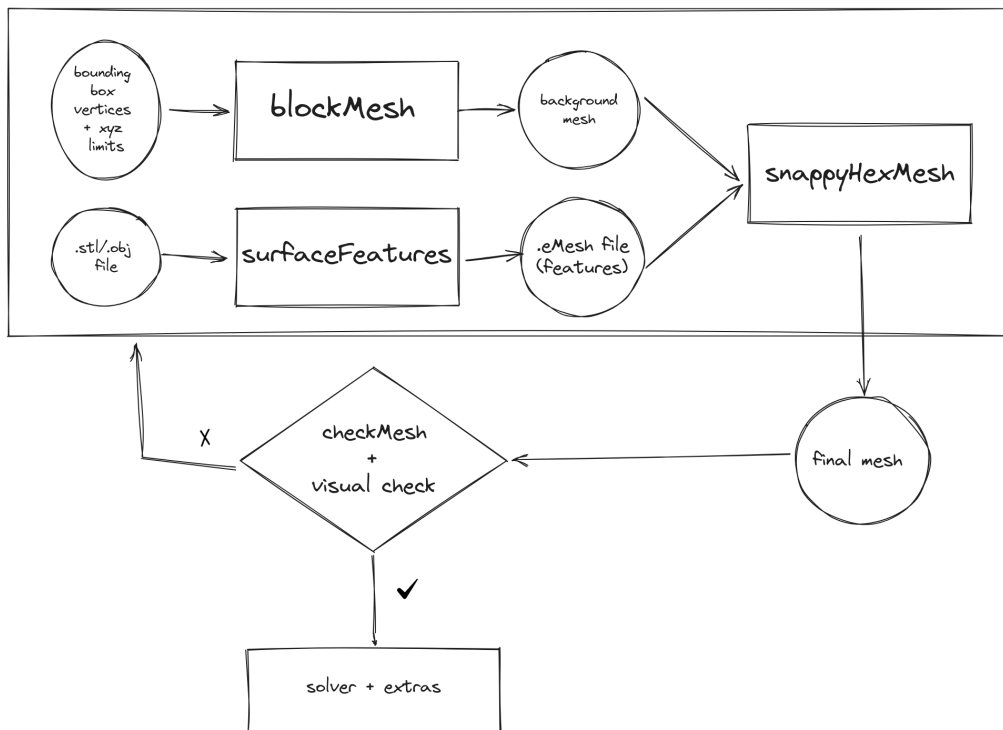 bounding
box
vertices
+ xyz
limits
blockMesh
background
mesh
snappyHexMesh
.stl/.obj
file
surfaceFeatures
.eMesh file
(features)
X
checkMesh
+
visual check
final mesh
✓
solver + extras